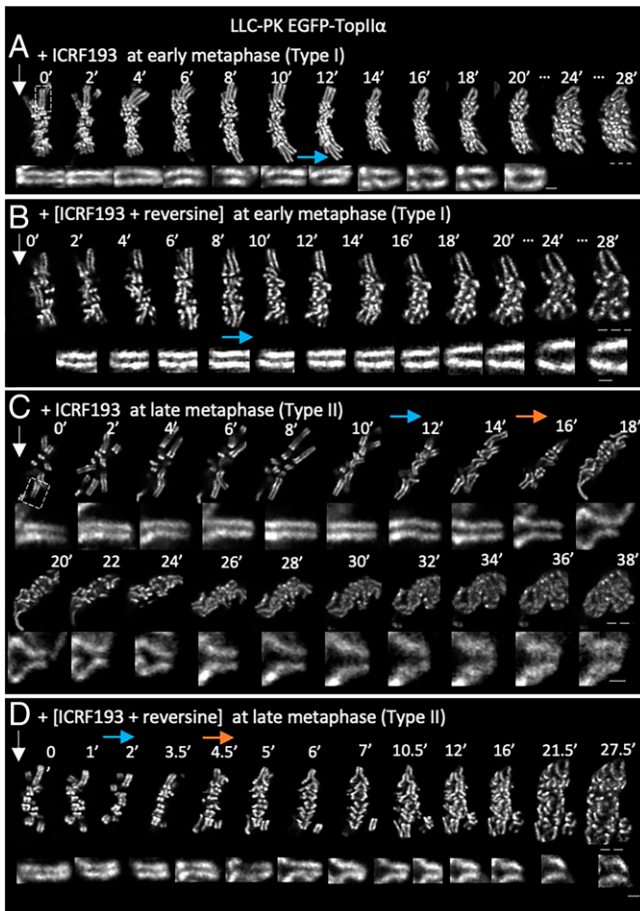 LLC-PK EGFP-TopIIα
A + ICRF193 at early metaphase (Type I)
0’ 2’ 4’ 6’ 8’ 10’ 12’ 14’ 16’ 18’ 20’ ... 24’ ... 28’
B + [ICRF193 + reversine] at early metaphase (Type I)
0’ 2’ 4’ 6’ 8’ 10’ 12’ 14’ 16’ 18’ 20’ ... 24’ ... 28’
C + ICRF193 at late metaphase (Type II)
0’ 2’ 4’ 6’ 8’ 10’ 12’ 14’ 16’ 18’
20’ 22 24’ 26’ 28’ 30’ 32’ 34’ 36’ 38’
D + [ICRF193 + reversine] at late metaphase (Type II)
0’ 1’ 2’ 3.5’ 4.5’ 5’ 6’ 7’ 10.5’ 12’ 16’ 21.5’ 27.5’